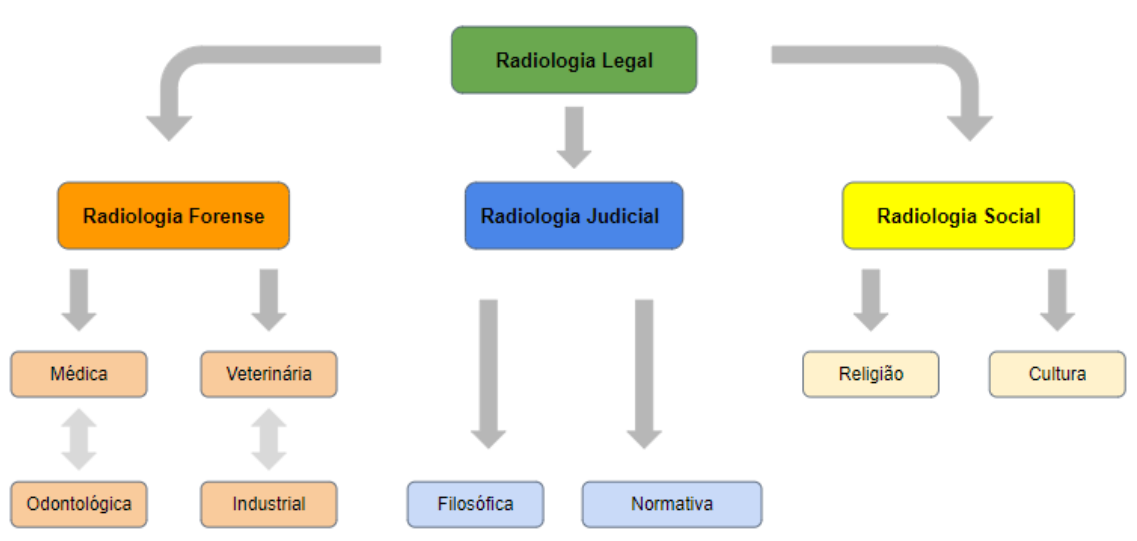 Radiologia Legal
Radiologia Forense
Radiologia Judicial
Radiologia Social
Médica
Veterinária
Religião
Cultura
Odontológica
Industrial
Filosófica
Normativa